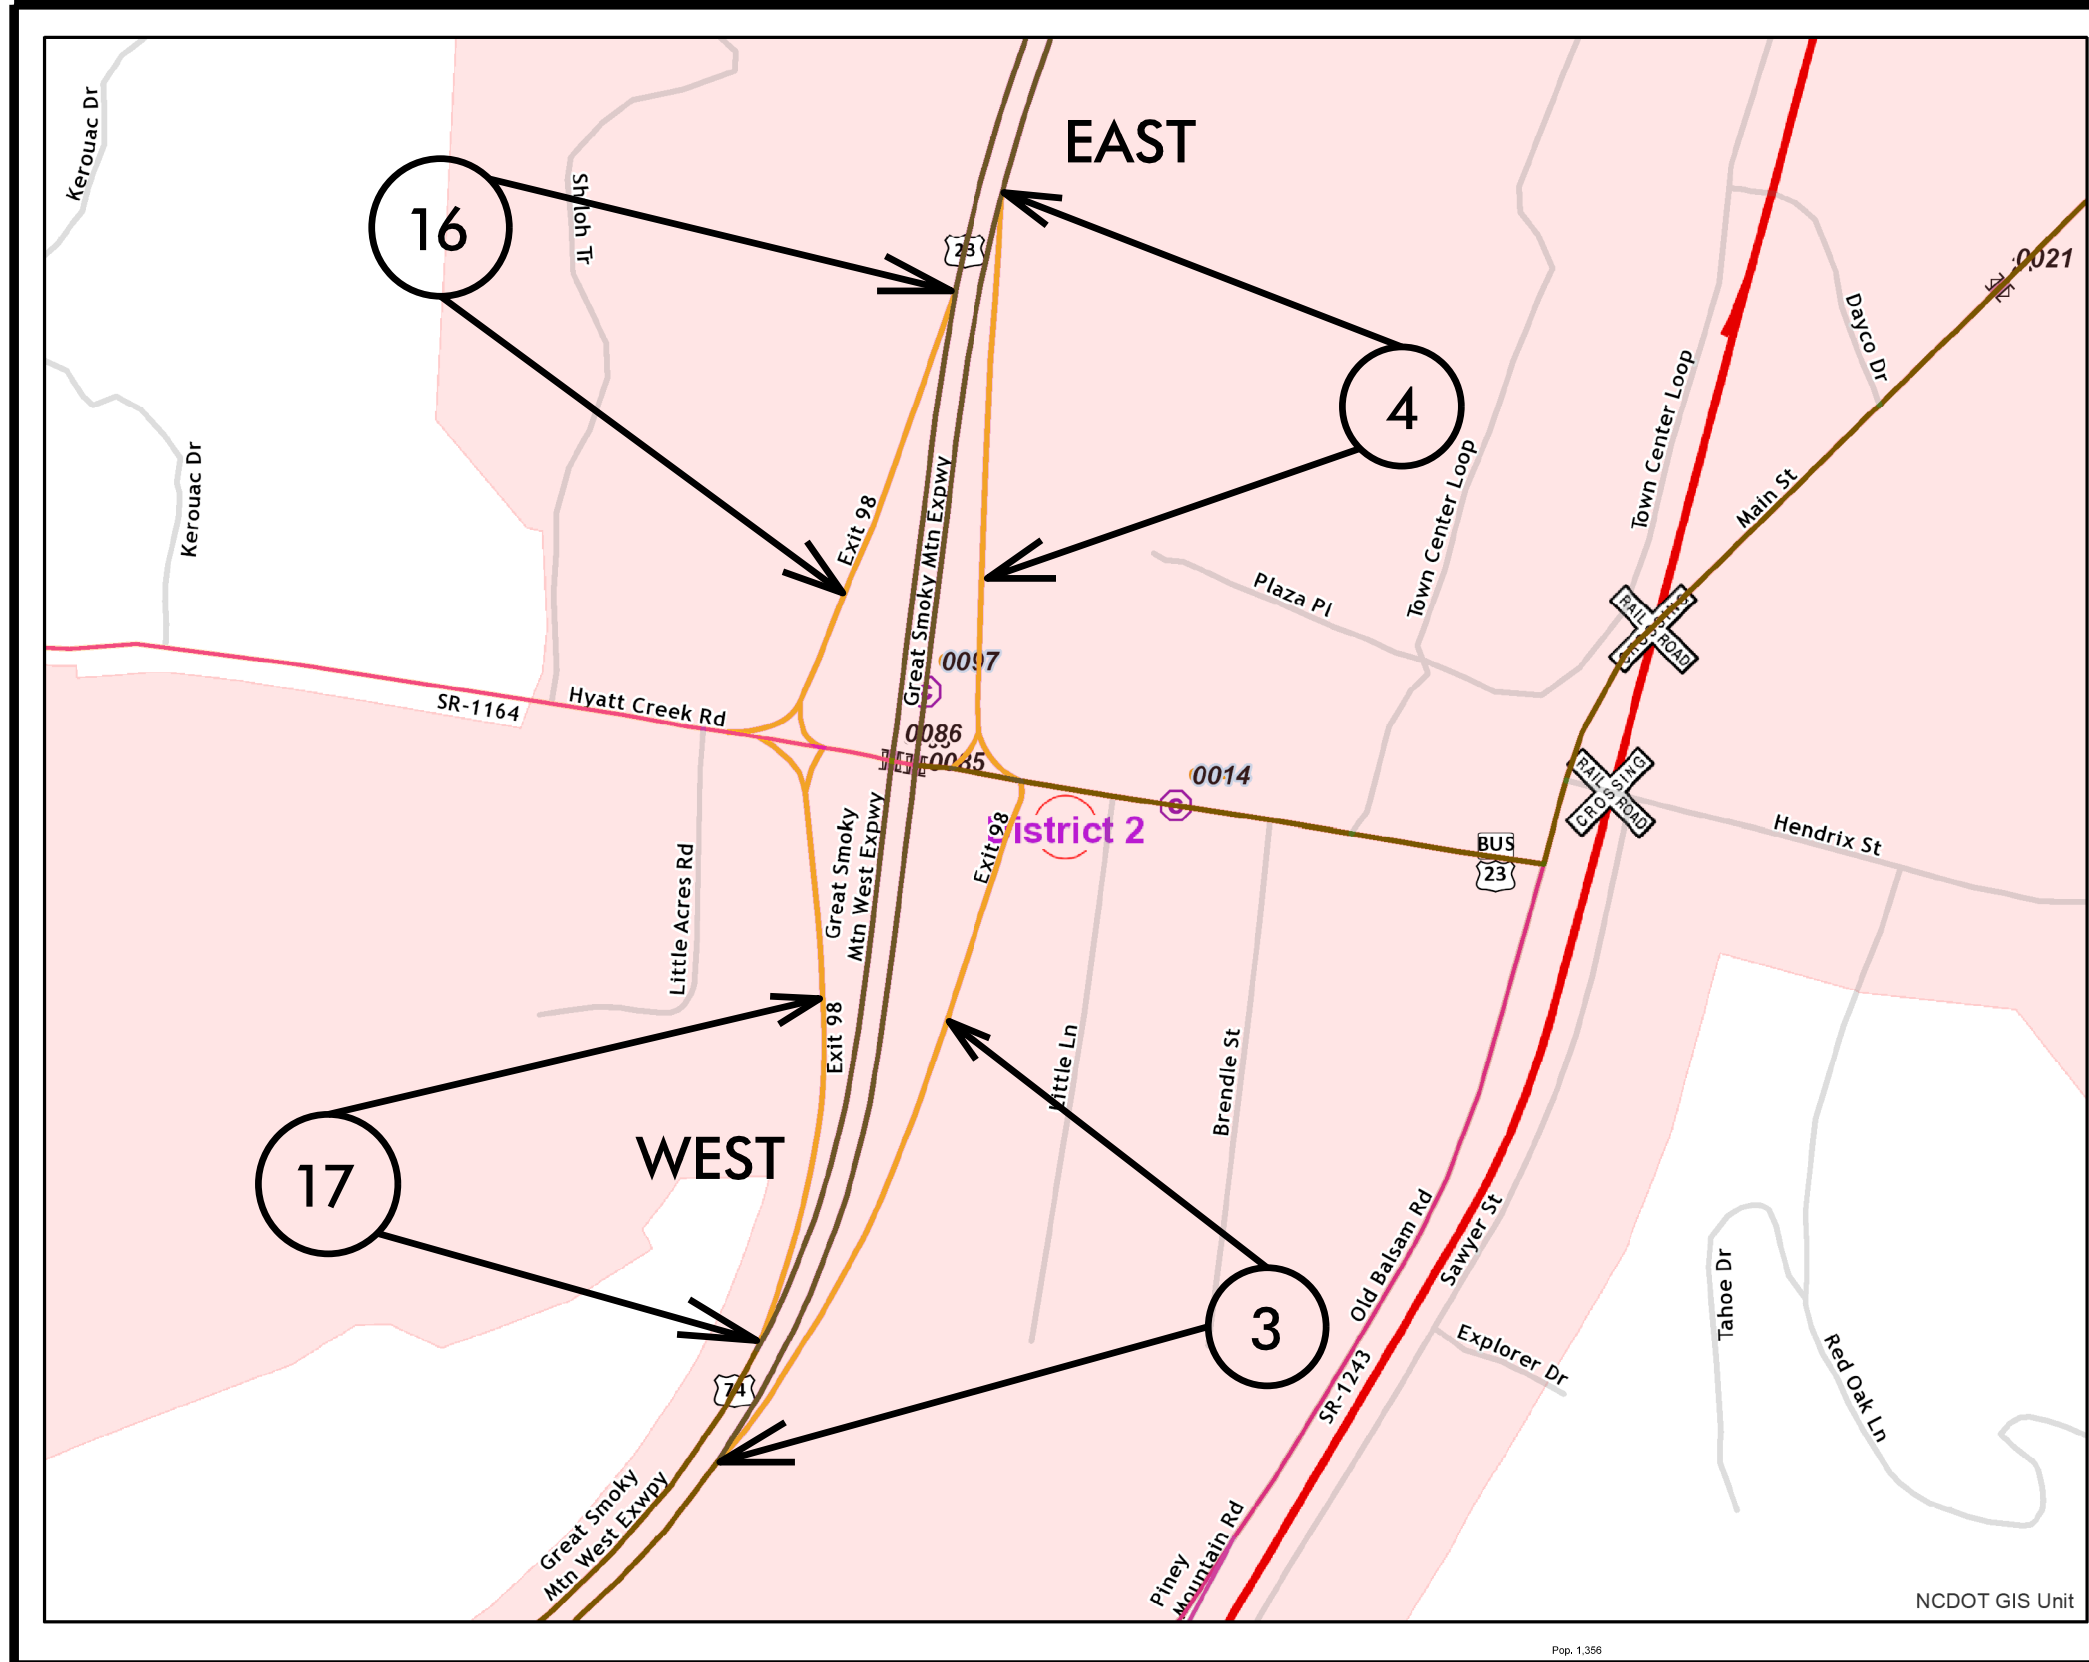 Kerouac Dr
EAST
16
Shiloh Tr
23
0021
Dayco Dr
4
Town Center Loop
Town Center Loop
Main St
Kerouac Dr
Exit 98
Great Smoky Mtn Expwy
Plaza Pl
RAIL ROAD
0097
SR-1164
Hyatt Creek Rd
0086
0085
0014
RAIL ROAD
CROSSING
District 2
BUS
23
Hendrix St
Exit 98
Little Acres Rd
Great Smoky
Mtn West Expwy
Exit 98
Little Ln
Brendle St
WEST
17
Old Balsam Rd
Sawyer St
3
Tahoe Dr
Explorer Dr
Red Oak Ln
SR-1243
74
Great Smoky
Mtn West Exwpy
Piney
Mountain Rd
NCDOT GIS Unit
Pop. 1,356